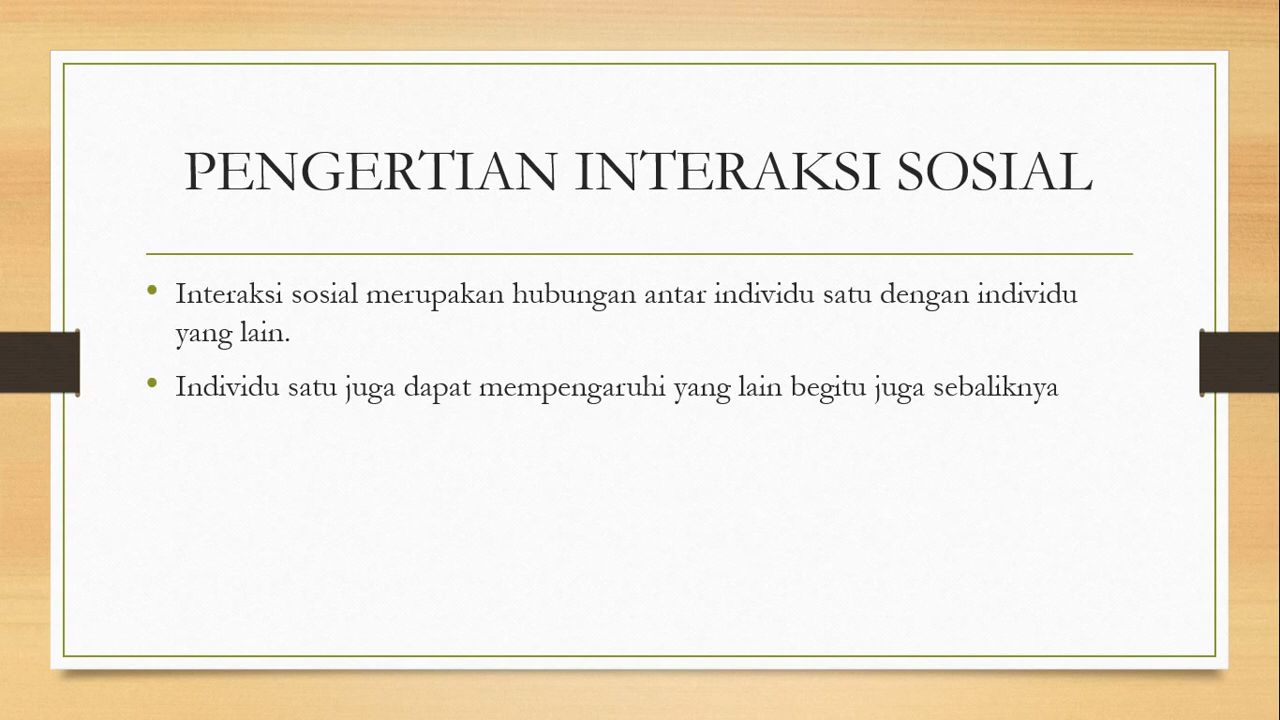 PENGERTIAN INTERAKSI SOSIAL
• Interaksi sosial merupakan hubungan antar individu satu dengan individu
yang lain.
• Individu satu juga dapat mempengaruhi yang lain begitu juga sebaliknya